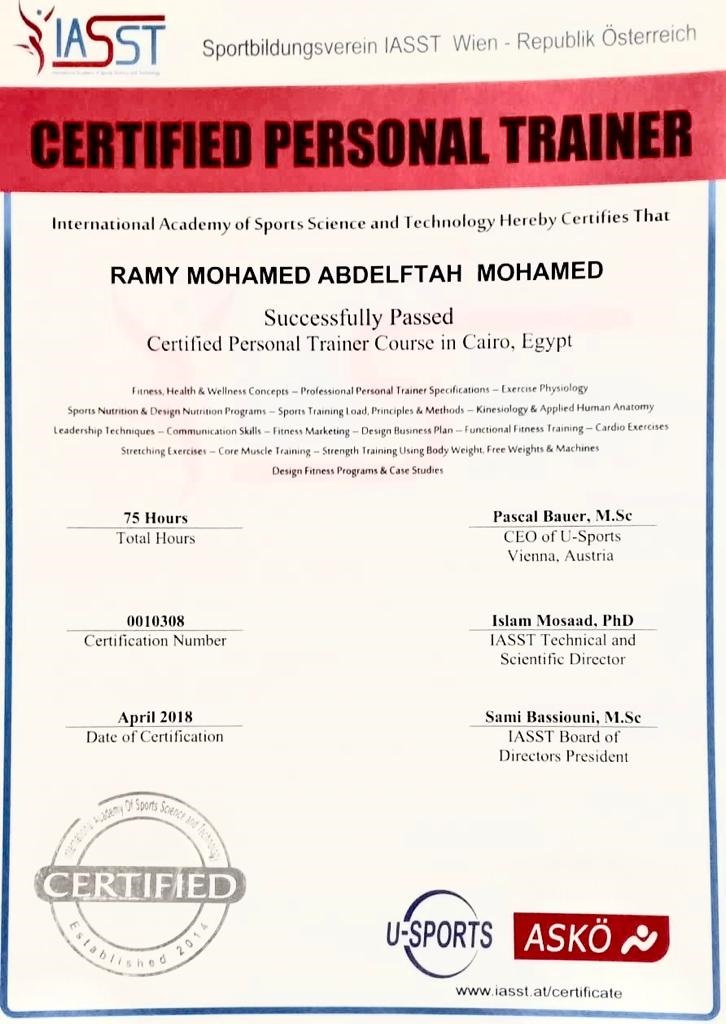 IASST
International Academy of Sports Science and Technology
Sportbildungsverein IASST Wien - Republik Österreich
CERTIFIED PERSONAL TRAINER
International Academy of Sports Science and Technology Hereby Certifies That
RAMY MOHAMED ABDELFTAH MOHAMED
Successfully Passed
Certified Personal Trainer Course in Cairo, Egypt
Fitness, Health & Wellness Concepts – Professional Personal Trainer Specifications – Exercise Physiology
Sports Nutrition & Design Nutrition Programs – Sports Training Load, Principles & Methods – Kinesiology & Applied Human Anatomy
Leadership Techniques – Communication Skills – Fitness Marketing – Design Business Plan – Functional Fitness Training – Cardio Exercises
Stretching Exercises – Core Muscle Training – Strength Training Using Body Weight, Free Weights & Machines
Design Fitness Programs & Case Studies
75 Hours
Total Hours
Pascal Bauer, M.Sc
CEO of U-Sports
Vienna, Austria
0010308
Certification Number
Islam Mosaad, PhD
IASST Technical and
Scientific Director
April 2018
Date of Certification
Sami Bassiouni, M.Sc
IASST Board of
Directors President
International Academy Of Sports Science and Technology
CERTIFIED
Established 2014
U-SPORTS
ASKÖ
www.iasst.at/certificate